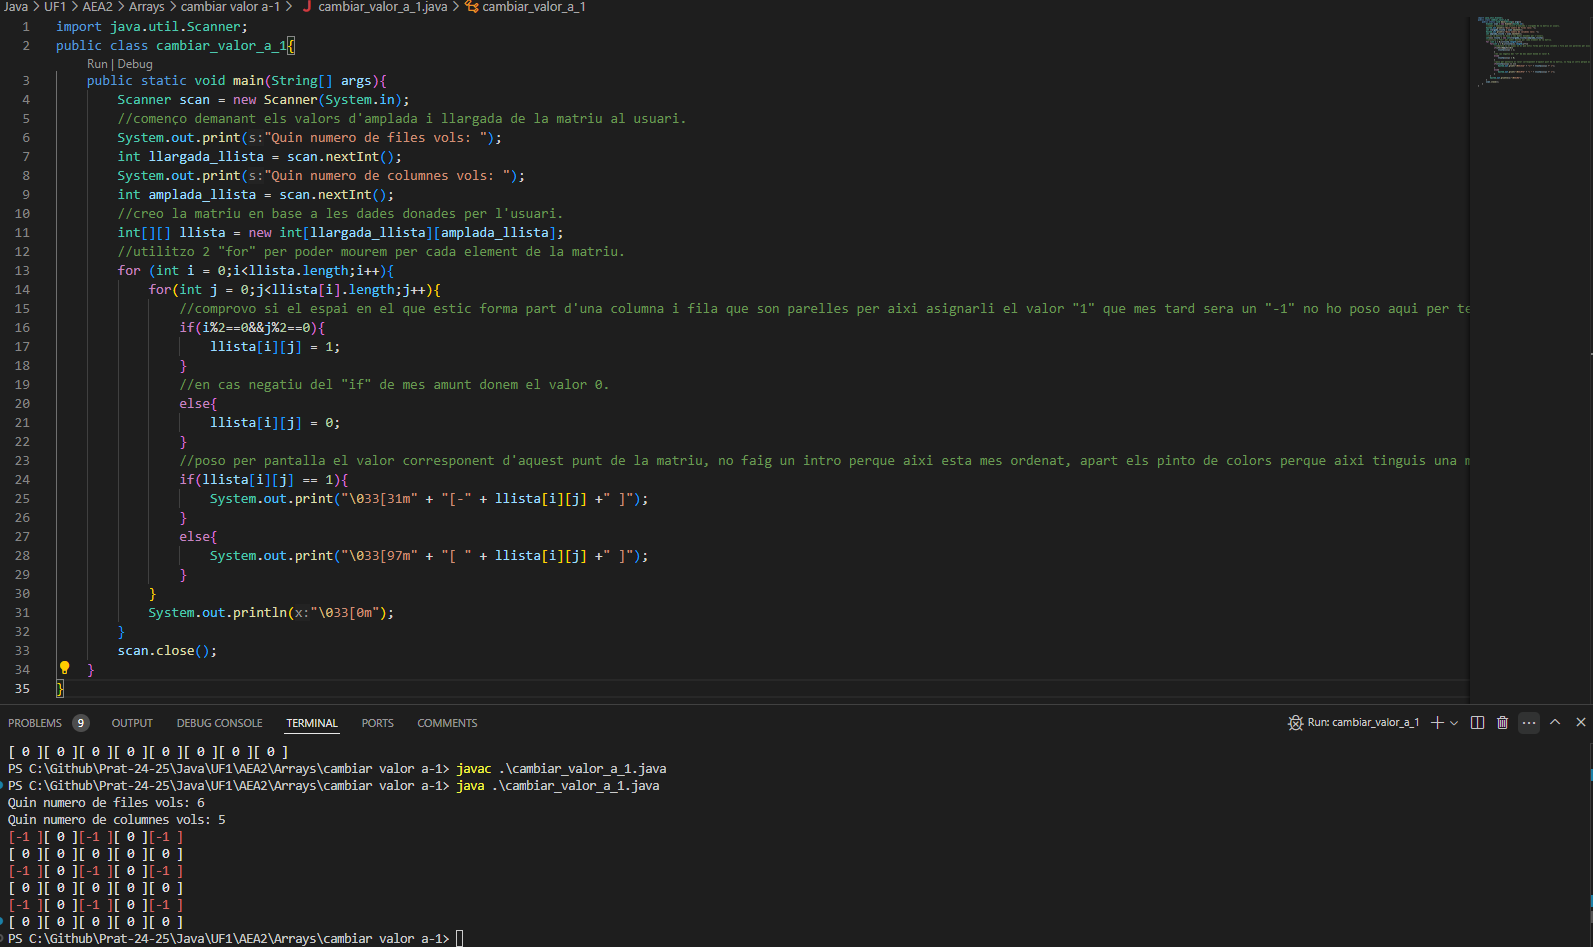 Java > UF1 > AEA2 > Arrays > cambiar valor a-1 > J cambiar_valor_a_1.java > cambiar_valor_a_1
1 import java.util.Scanner;
2 public class cambiar_valor_a_1{
Run | Debug
3 public static void main(String[] args){
4 Scanner scan = new Scanner(System.in);
5 //començo demanant els valors d'amplada i llargada de la matriu al usuari.
6 System.out.print(s:"Quin numero de files vols: ");
7 int llargada_llista = scan.nextInt();
8 System.out.print(s:"Quin numero de columnes vols: ");
9 int amplada_llista = scan.nextInt();
10 //creo la matriu en base a les dades donades per l'usuari.
11 int[][] llista = new int[llargada_llista][amplada_llista];
12 //utilitzo 2 "for" per poder mourem per cada element de la matriu.
13 for (int i = 0;i<llista.length;i++){
14 for(int j = 0;j<llista[i].length;j++){
15 //comprovo si el espai en el que estic forma part d'una columna i fila que son parelles per aixi asignarli el valor "1" que mes tard sera un "-1" no ho poso aqui per te
16 if(i%2==0&&j%2==0){
17 llista[i][j] = 1;
18 }
19 //en cas negatiu del "if" de mes amunt donem el valor 0.
20 else{
21 llista[i][j] = 0;
22 }
23 //poso per pantalla el valor corresponent d'aquest punt de la matriu, no faig un intro perque aixi esta mes ordenat, apart els pinto de colors perque aixi tinguis una m
24 if(llista[i][j] == 1){
25 System.out.print("\033[31m" + "[-" + llista[i][j] +" ]");
26 }
27 else{
28 System.out.print("\033[97m" + "[ " + llista[i][j] +" ]");
29 }
30 }
31 System.out.println(x:"\033[0m");
32 }
33 scan.close();
34 }
35 }
PROBLEMS 9 OUTPUT DEBUG CONSOLE TERMINAL PORTS COMMENTS Run: cambiar_valor_a_1
[ 0 ][ 0 ][ 0 ][ 0 ][ 0 ][ 0 ][ 0 ][ 0 ]
PS C:\Github\Prat-24-25\Java\UF1\AEA2\Arrays\cambiar valor a-1> javac .\cambiar_valor_a_1.java
PS C:\Github\Prat-24-25\Java\UF1\AEA2\Arrays\cambiar valor a-1> java .\cambiar_valor_a_1.java
Quin numero de files vols: 6
Quin numero de columnes vols: 5
[-1 ][ 0 ][-1 ][ 0 ][-1 ]
[ 0 ][ 0 ][ 0 ][ 0 ][ 0 ]
[-1 ][ 0 ][-1 ][ 0 ][-1 ]
[ 0 ][ 0 ][ 0 ][ 0 ][ 0 ]
[-1 ][ 0 ][-1 ][ 0 ][-1 ]
[ 0 ][ 0 ][ 0 ][ 0 ][ 0 ]
PS C:\Github\Prat-24-25\Java\UF1\AEA2\Arrays\cambiar valor a-1>